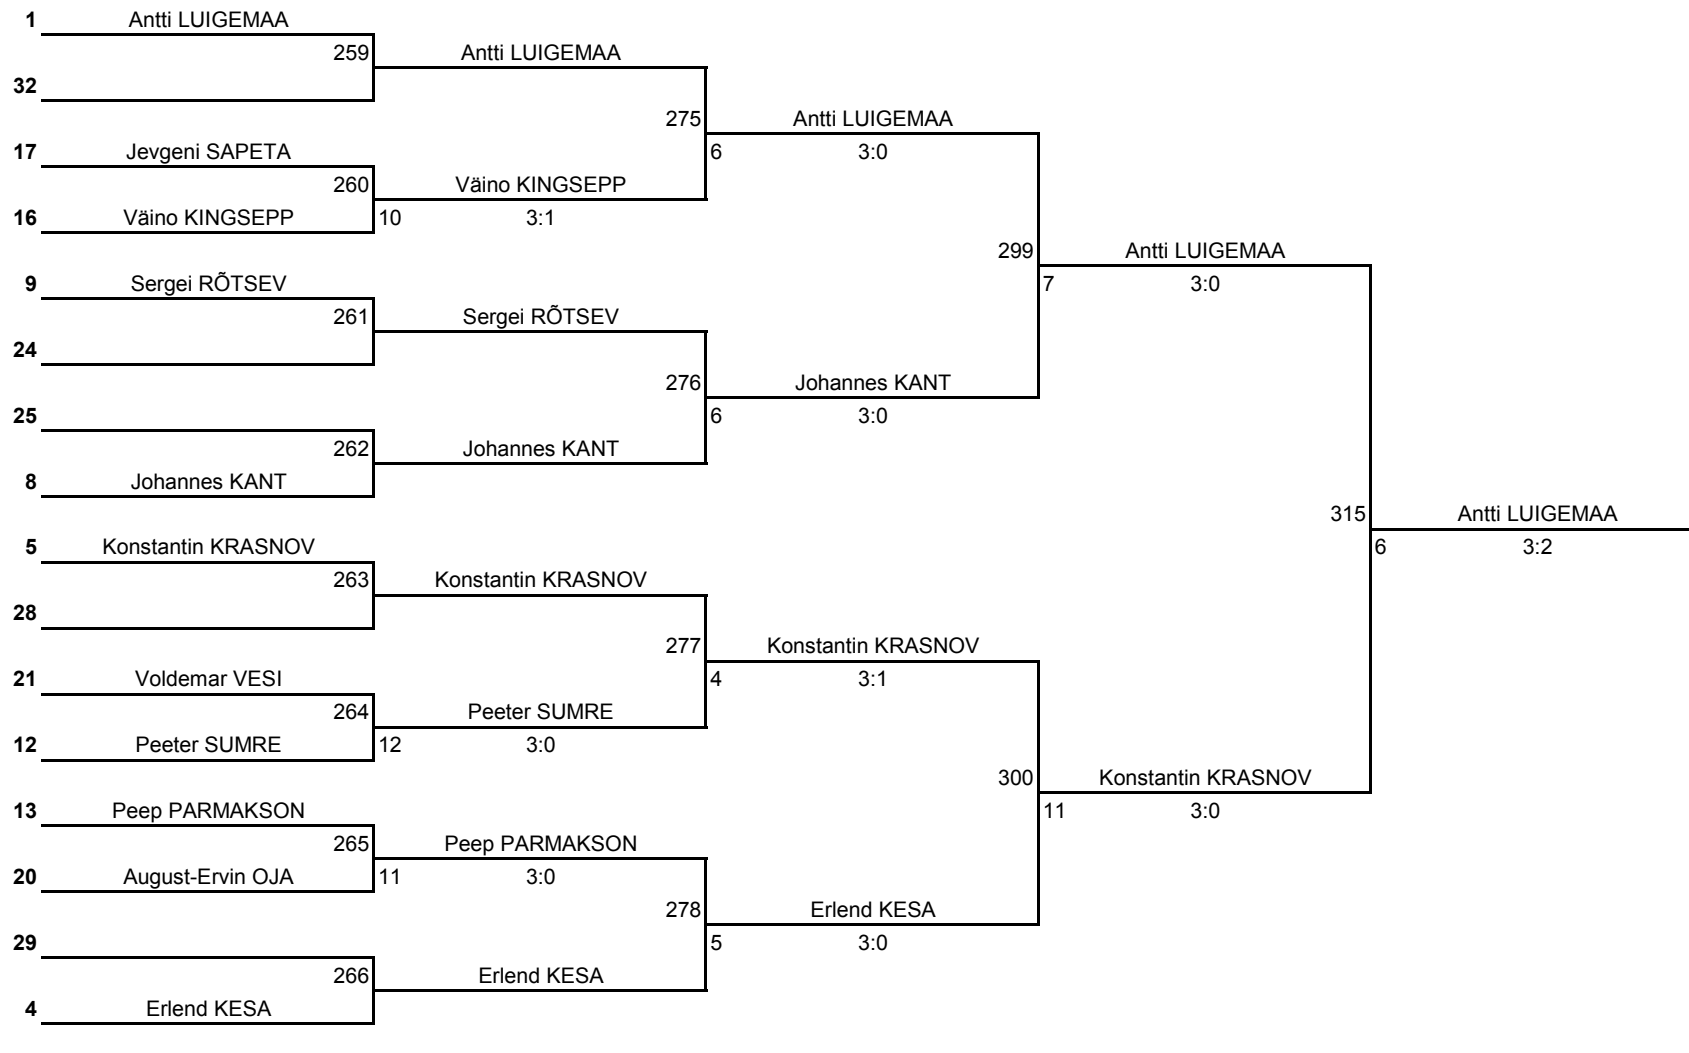 1 Antti LUIGEMAA
259 Antti LUIGEMAA
32
275 Antti LUIGEMAA
17 Jevgeni SAPETA 6 3:0
260 Väino KINGSEPP
16 Väino KINGSEPP 10 3:1
299 Antti LUIGEMAA
9 Sergei RÕTSEV 7 3:0
261 Sergei RÕTSEV
24
276 Johannes KANT
25 6 3:0
262 Johannes KANT
8 Johannes KANT
315 Antti LUIGEMAA
5 Konstantin KRASNOV 6 3:2
263 Konstantin KRASNOV
28
277 Konstantin KRASNOV
21 Voldemar VESI 4 3:1
264 Peeter SUMRE
12 Peeter SUMRE 12 3:0
300 Konstantin KRASNOV
13 Peep PARMAKSON 11 3:0
265 Peep PARMAKSON
20 August-Ervin OJA 11 3:0
278 Erlend KESA
29 5 3:0
266 Erlend KESA
4 Erlend KESA